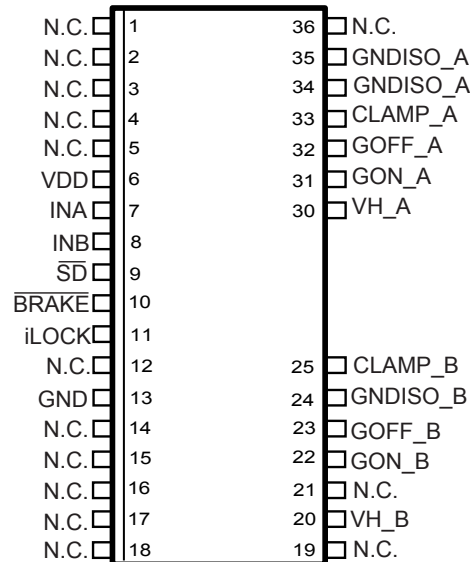 N.C. 1 36 N.C.
N.C. 2 35 GNDISO_A
N.C. 3 34 GNDISO_A
N.C. 4 33 CLAMP_A
N.C. 5 32 GOFF_A
VDD 6 31 GON_A
INA 7 30 VH_A
INB 8
SD 9
BRAKE 10
iLOCK 11
N.C. 12 25 CLAMP_B
GND 13 24 GNDISO_B
N.C. 14 23 GOFF_B
N.C. 15 22 GON_B
N.C. 16 21 N.C.
N.C. 17 20 VH_B
N.C. 18 19 N.C.